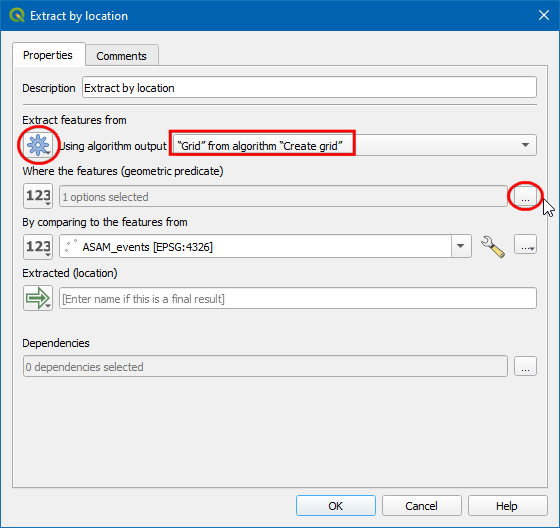 Extract by location
Properties
Comments
Description
Extract by location
Extract features from
Using algorithm output
“Grid” from algorithm “Create grid”
Where the features (geometric predicate)
123
1 options selected
...
By comparing to the features from
123
ASAM_events [EPSG:4326]
...
Extracted (location)
[Enter name if this is a final result]
Dependencies
0 dependencies selected
...
OK
Cancel
Help